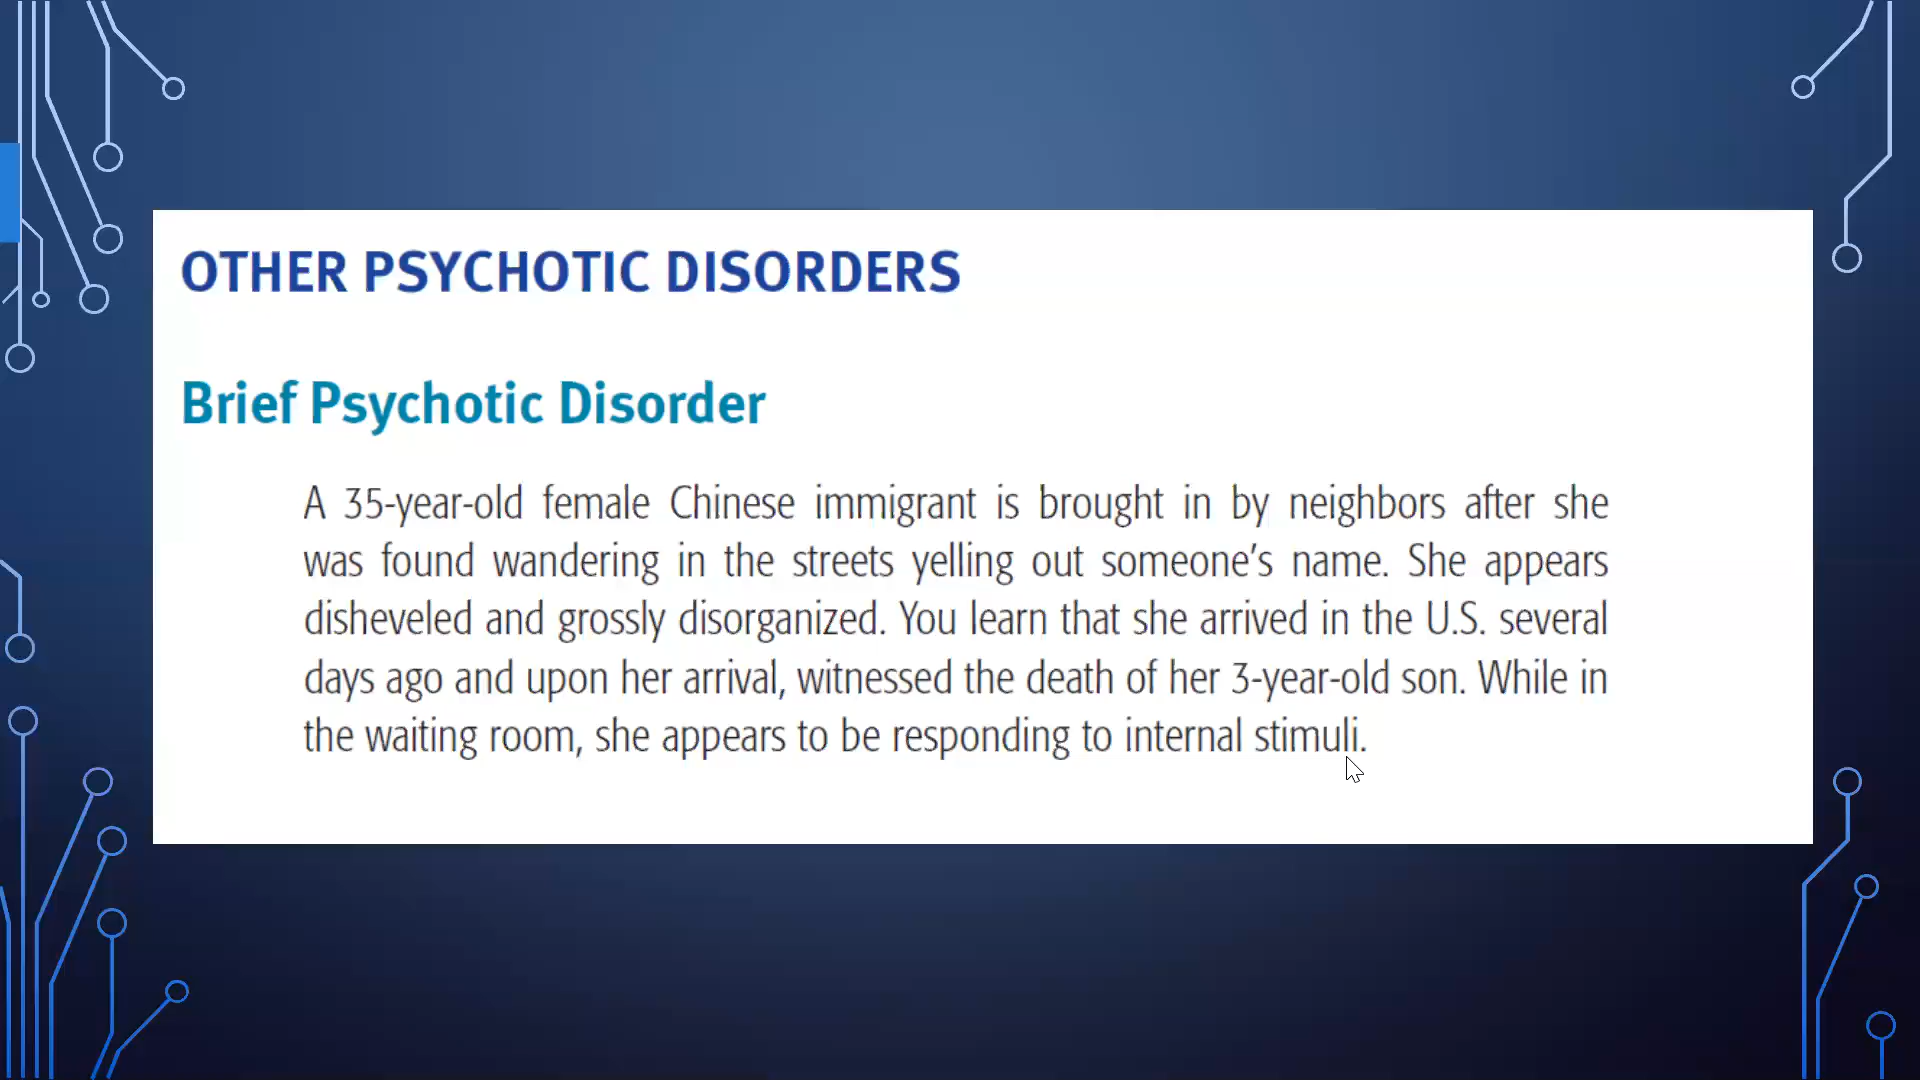 OTHER PSYCHOTIC DISORDERS
Brief Psychotic Disorder
A 35-year-old female Chinese immigrant is brought in by neighbors after she
was found wandering in the streets yelling out someone’s name. She appears
disheveled and grossly disorganized. You learn that she arrived in the U.S. several
days ago and upon her arrival, witnessed the death of her 3-year-old son. While in
the waiting room, she appears to be responding to internal stimuli.